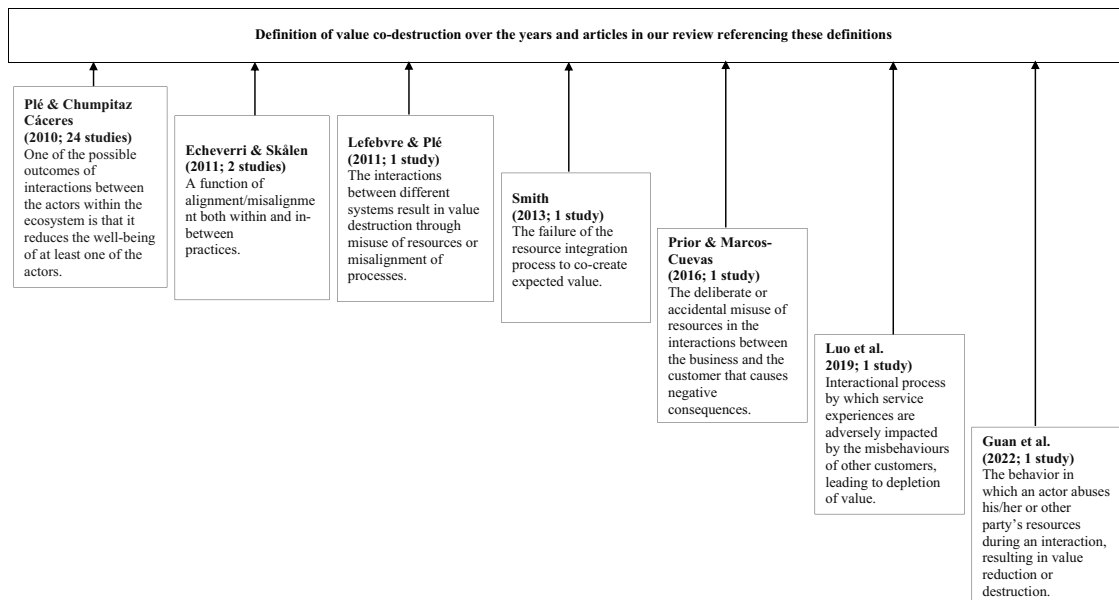 Definition of value co-destruction over the years and articles in our review referencing these definitions
Plé & Chumpitaz
Cáceres
(2010; 24 studies)
One of the possible
outcomes of
interactions between
the actors within the
ecosystem is that it
reduces the well-being
of at least one of the
actors.
Echeverri & Skålen
(2011; 2 studies)
A function of
alignment/misalignme
nt both within and in-
between
practices.
Lefebvre & Plé
(2011; 1 study)
The interactions
between different
systems result in value
destruction through
misuse of resources or
misalignment of
processes.
Smith
(2013; 1 study)
The failure of the
resource integration
process to co-create
expected value.
Prior & Marcos-
Cuevas
(2016; 1 study)
The deliberate or
accidental misuse of
resources in the
interactions between
the business and the
customer that causes
negative
consequences.
Luo et al.
2019; 1 study)
Interactional process
by which service
experiences are
adversely impacted
by the misbehaviours
of other customers,
leading to depletion
of value.
Guan et al.
(2022; 1 study)
The behavior in
which an actor abuses
his/her or other
party's resources
during an interaction,
resulting in value
reduction or
destruction.